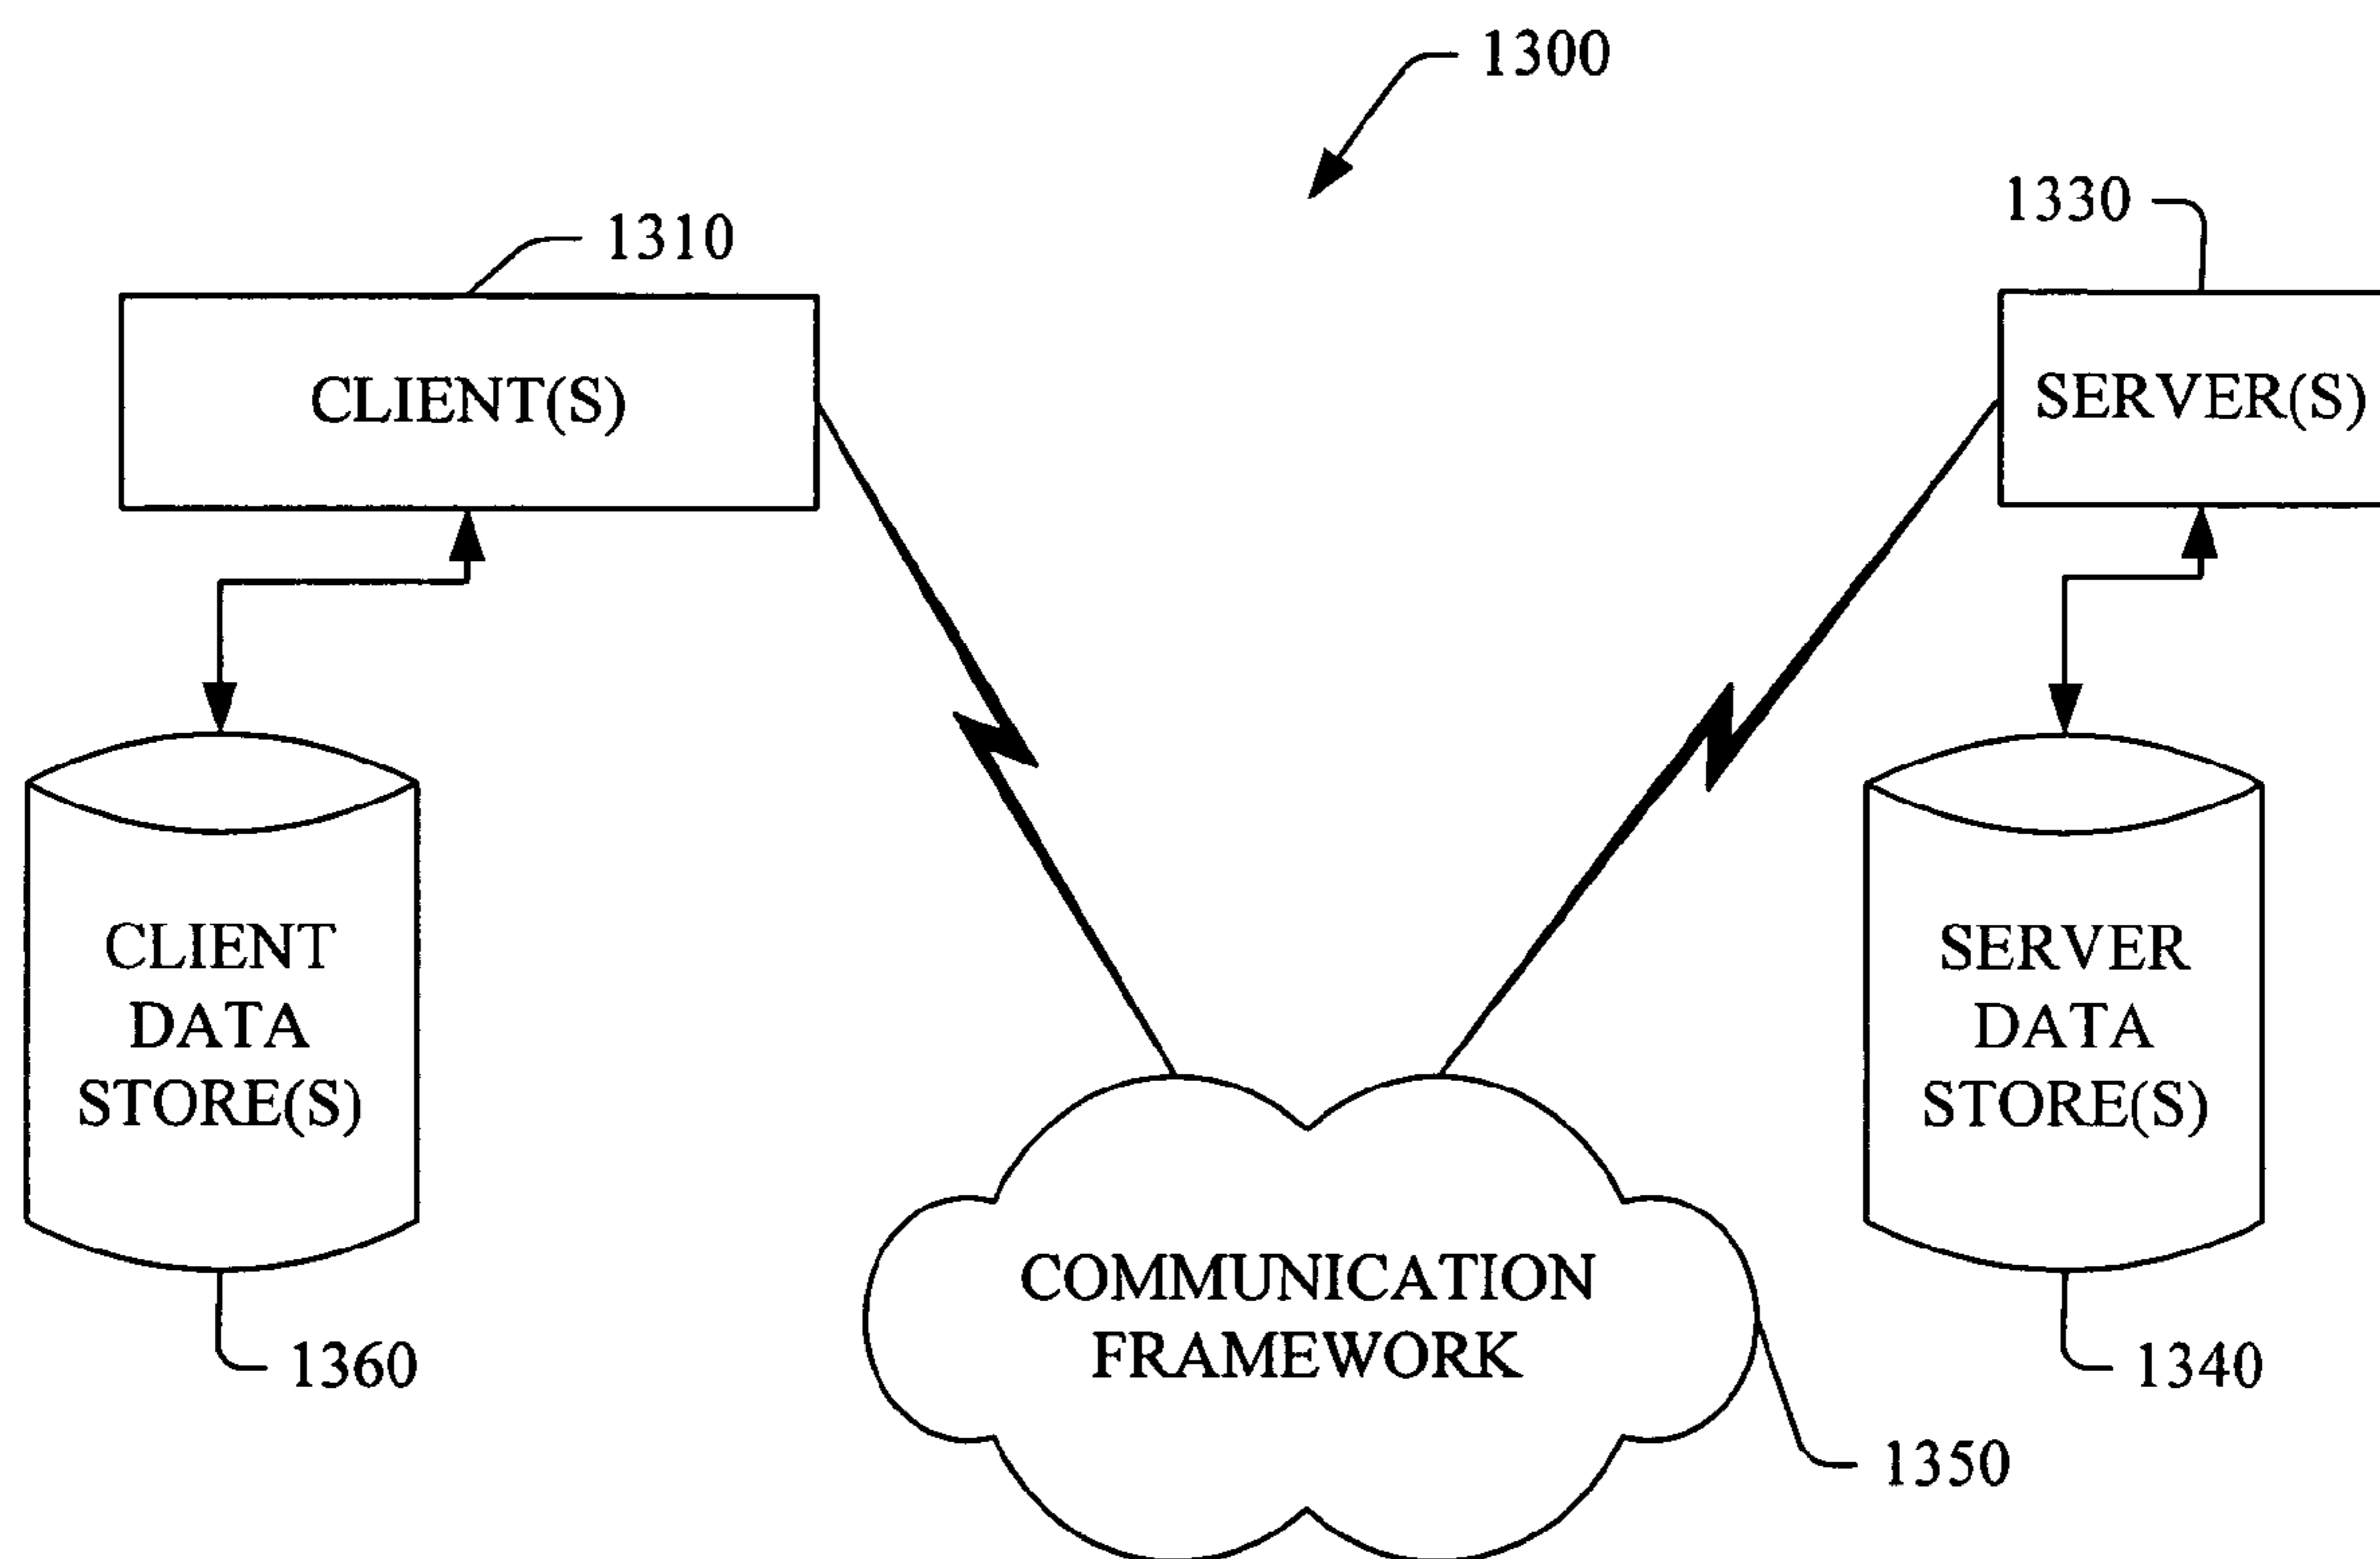 1300
1310
1330
CLIENT(S)
SERVER(S)
CLIENT
DATA
STORE(S)
SERVER
DATA
STORE(S)
COMMUNICATION
FRAMEWORK
1360
1340
1350